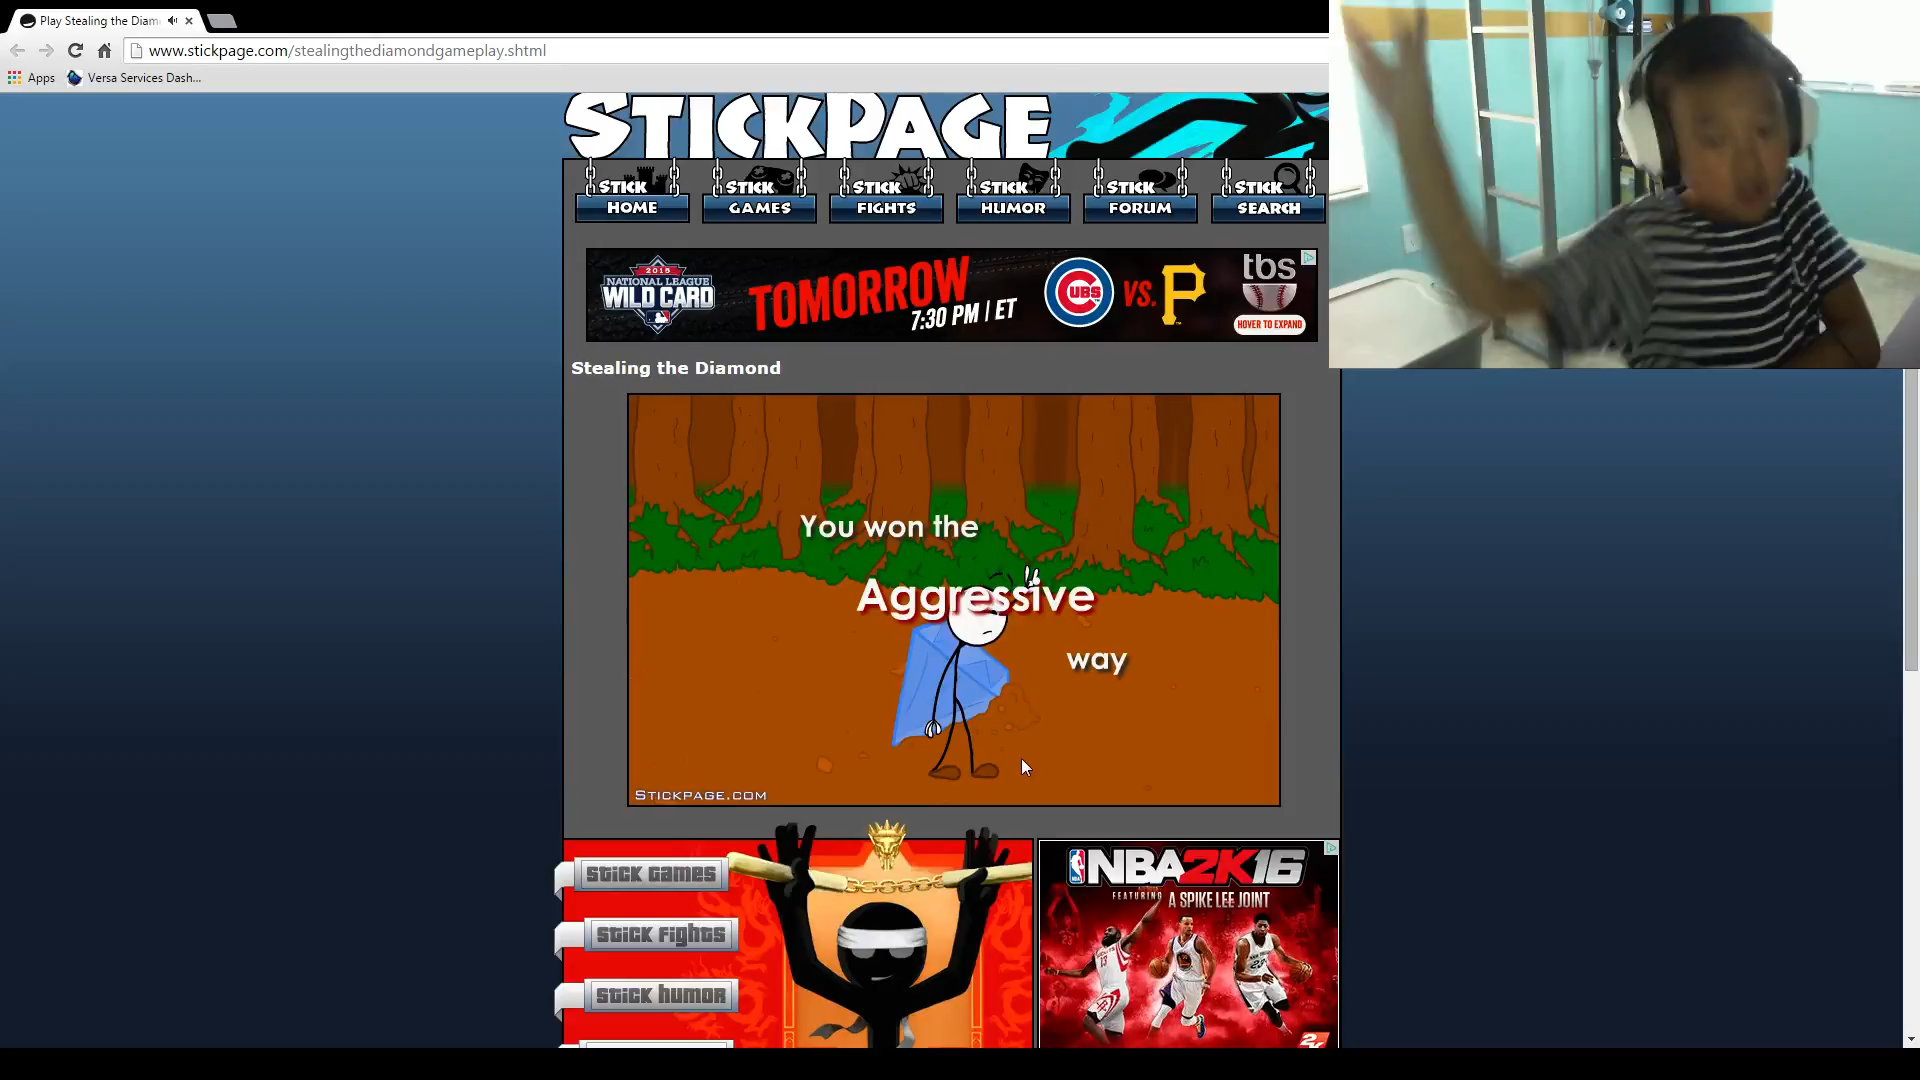 Play Stealing the Diam
www.stickpage.com/stealingthediamondgameplay.shtml
Apps
Versa Services Dash...
STICKPAGE
STICK HOME
STICK GAMES
STICK FIGHTS
STICK HUMOR
STICK FORUM
STICK SEARCH
2015
NATIONAL LEAGUE
WILD CARD
TOMORROW
7:30 PM | ET
CUBS
VS.
P
tbs
HOVER TO EXPAND
Stealing the Diamond
You won the
Aggressive
way
STICKPAGE.COM
STICK GAMES
STICK FIGHTS
STICK HUMOR
NBA 2K16
FEATURING A SPIKE LEE JOINT
2K